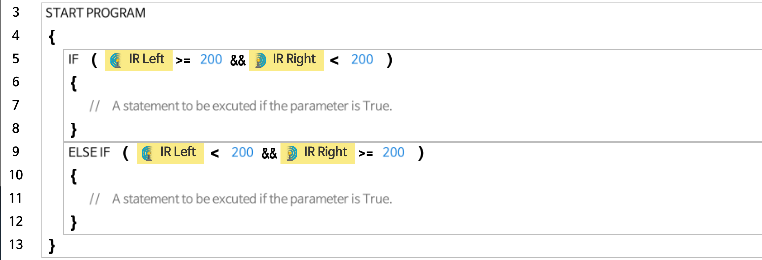 3 START PROGRAM
4 {
5 IF ( IR Left >= 200 && IR Right < 200 )
6 {
7 // A statement to be excuted if the parameter is True.
8 }
9 ELSE IF ( IR Left < 200 && IR Right >= 200 )
10 {
11 // A statement to be excuted if the parameter is True.
12 }
13 }